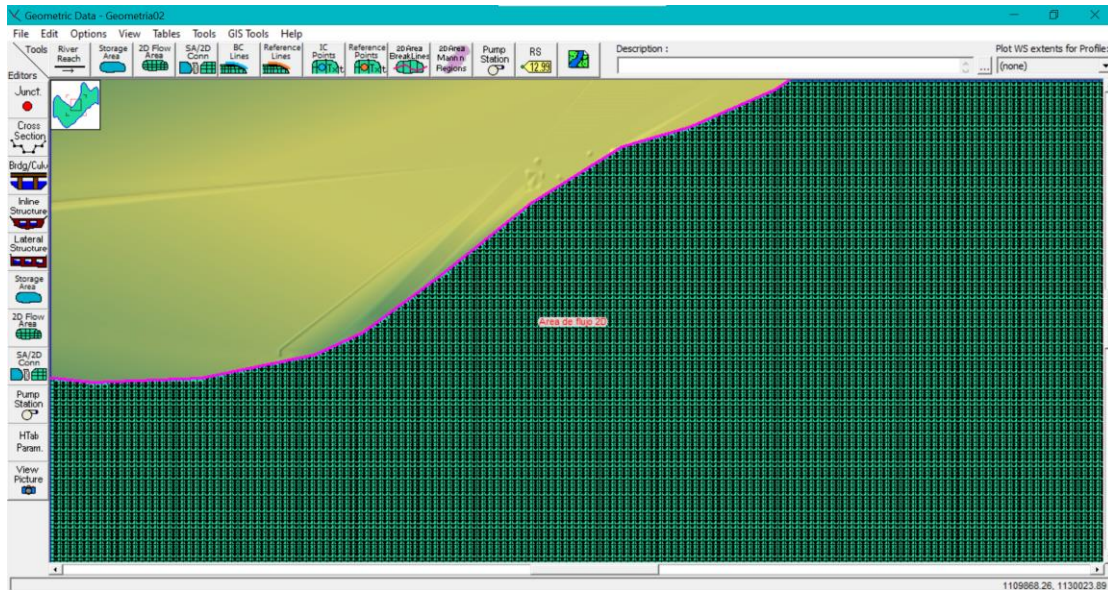 Geometric Data - Geometria02
File Edit Options View Tables Tools GIS Tools Help
Tools
Editors
River Reach
Storage Area
2D Flow Area
SA/2D Conn
BC Lines
Reference Lines
IC Points
Reference Points
2D Area BreakLines
2D Area Mann n Regions
Pump Station
RS
12.99
Description :
...
Plot WS extents for Profile:
(none)
Junct.
Cross Section
Brdg/Culv
Inline Structure
Lateral Structure
Storage Area
2D Flow Area
SA/2D Conn
Pump Station
HTab Param.
View Picture
Area de flujo 2D
1109868.26, 1130023.89